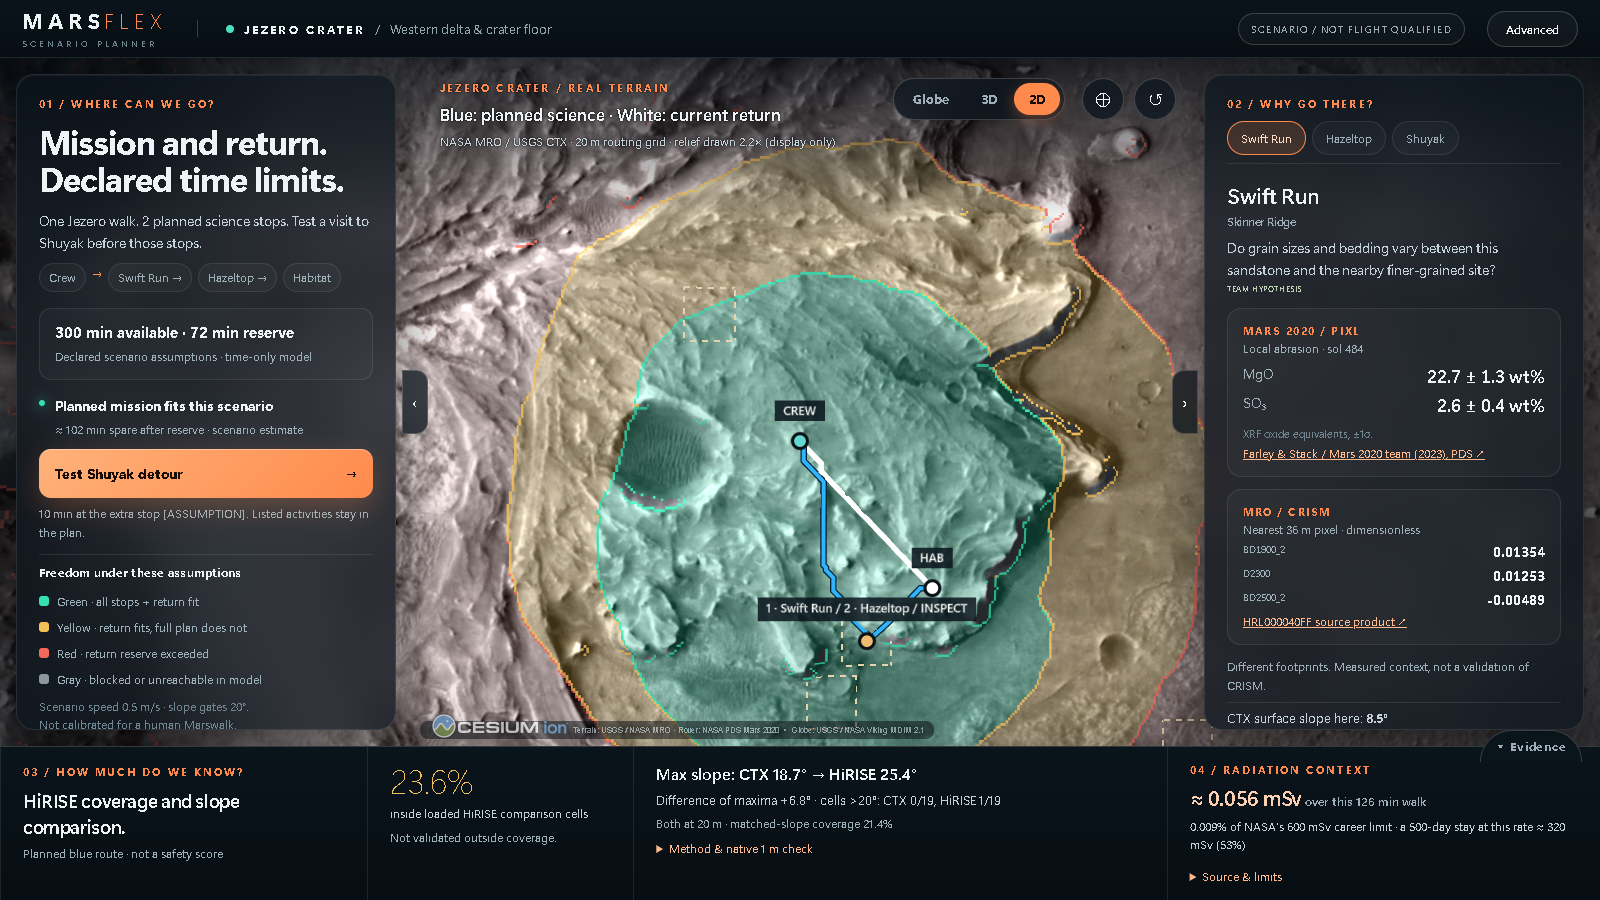 MARSFLEX
SCENARIO PLANNER
JEZERO CRATER / Western delta & crater floor
SCENARIO / NOT FLIGHT QUALIFIED
Advanced
01 / WHERE CAN WE GO?
Mission and return.
Declared time limits.
One Jezero walk. 2 planned science stops. Test a visit to
Shuyak before those stops.
Crew → Swift Run → Hazeltop → Habitat
300 min available · 72 min reserve
Declared scenario assumptions · time-only model
Planned mission fits this scenario
≈ 102 min spare after reserve · scenario estimate
Test Shuyak detour →
10 min at the extra stop [ASSUMPTION]. Listed activities stay in
the plan.
Freedom under these assumptions
Green · all stops + return fit
Yellow · return fits, full plan does not
Red · return reserve exceeded
Gray · blocked or unreachable in model
Scenario speed 0.5 m/s · slope gates 20°.
Not calibrated for a human Marswalk.
JEZERO CRATER / REAL TERRAIN
Blue: planned science · White: current return
NASA MRO / USGS CTX · 20 m routing grid · relief drawn 2.2× (display only)
Globe 3D 2D
‹
›
CREW
HAB
1 · Swift Run / 2 · Hazeltop / INSPECT
CESIUM ion Terrain: USGS / NASA MRO · Rover: NASA PDS Mars 2020 • Globe: USGS / NASA Viking MDIM 2.1
02 / WHY GO THERE?
Swift Run Hazeltop Shuyak
Swift Run
Skinner Ridge
Do grain sizes and bedding vary between this
sandstone and the nearby finer-grained site?
TEAM HYPOTHESIS
MARS 2020 / PIXL
Local abrasion · sol 484
MgO 22.7 ± 1.3 wt%
SO₃ 2.6 ± 0.4 wt%
XRF oxide equivalents, ±1σ.
Farley & Stack / Mars 2020 team (2023), PDS ↗
MRO / CRISM
Nearest 36 m pixel · dimensionless
BD1900_2 0.01354
D2300 0.01253
BD2500_2 -0.00489
HRL000040FF source product ↗
Different footprints. Measured context, not a validation of
CRISM.
CTX surface slope here: 8.5°
Evidence
03 / HOW MUCH DO WE KNOW?
HiRISE coverage and slope
comparison.
Planned blue route · not a safety score
23.6%
inside loaded HiRISE comparison cells
Not validated outside coverage.
Max slope: CTX 18.7° → HiRISE 25.4°
Difference of maxima +6.8° · cells >20°: CTX 0/19, HiRISE 1/19
Both at 20 m · matched-slope coverage 21.4%
Method & native 1 m check
04 / RADIATION CONTEXT
≈ 0.056 mSv over this 126 min walk
0.009% of NASA's 600 mSv career limit · a 500-day stay at this rate ≈ 320
mSv (53%)
Source & limits